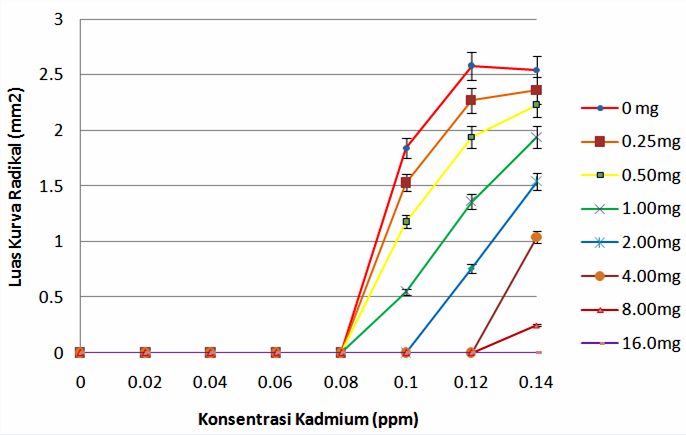 3
2.5
2
1.5
1
0.5
0
Luas Kurva Radikal (mm2)
0 0.02 0.04 0.06 0.08 0.1 0.12 0.14
Konsentrasi Kadmium (ppm)
0 mg
0.25mg
0.50mg
1.00mg
2.00mg
4.00mg
8.00mg
16.0mg